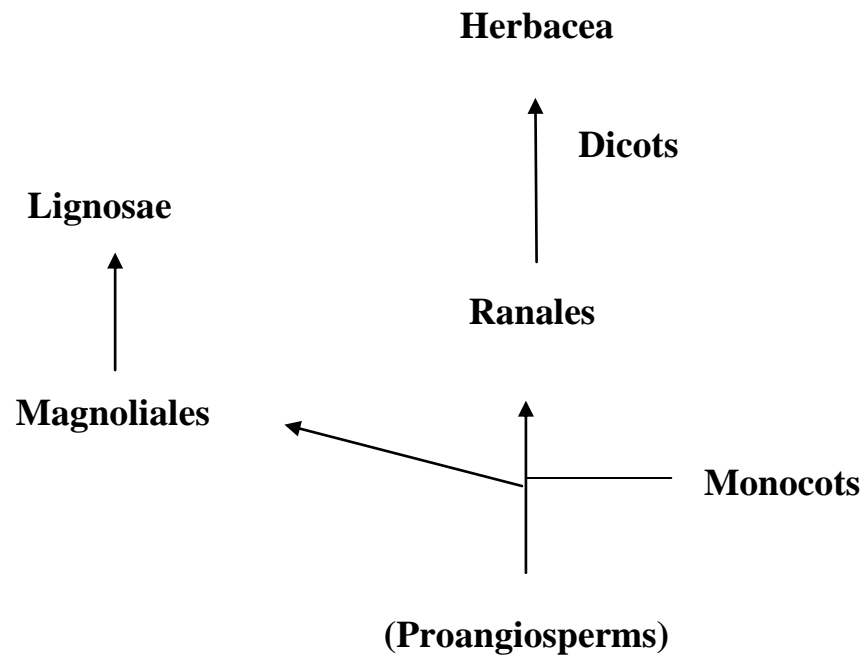 Herbacea
Dicots
Lignosae
Ranales
Magnoliales
Monocots
(Proangiosperms)